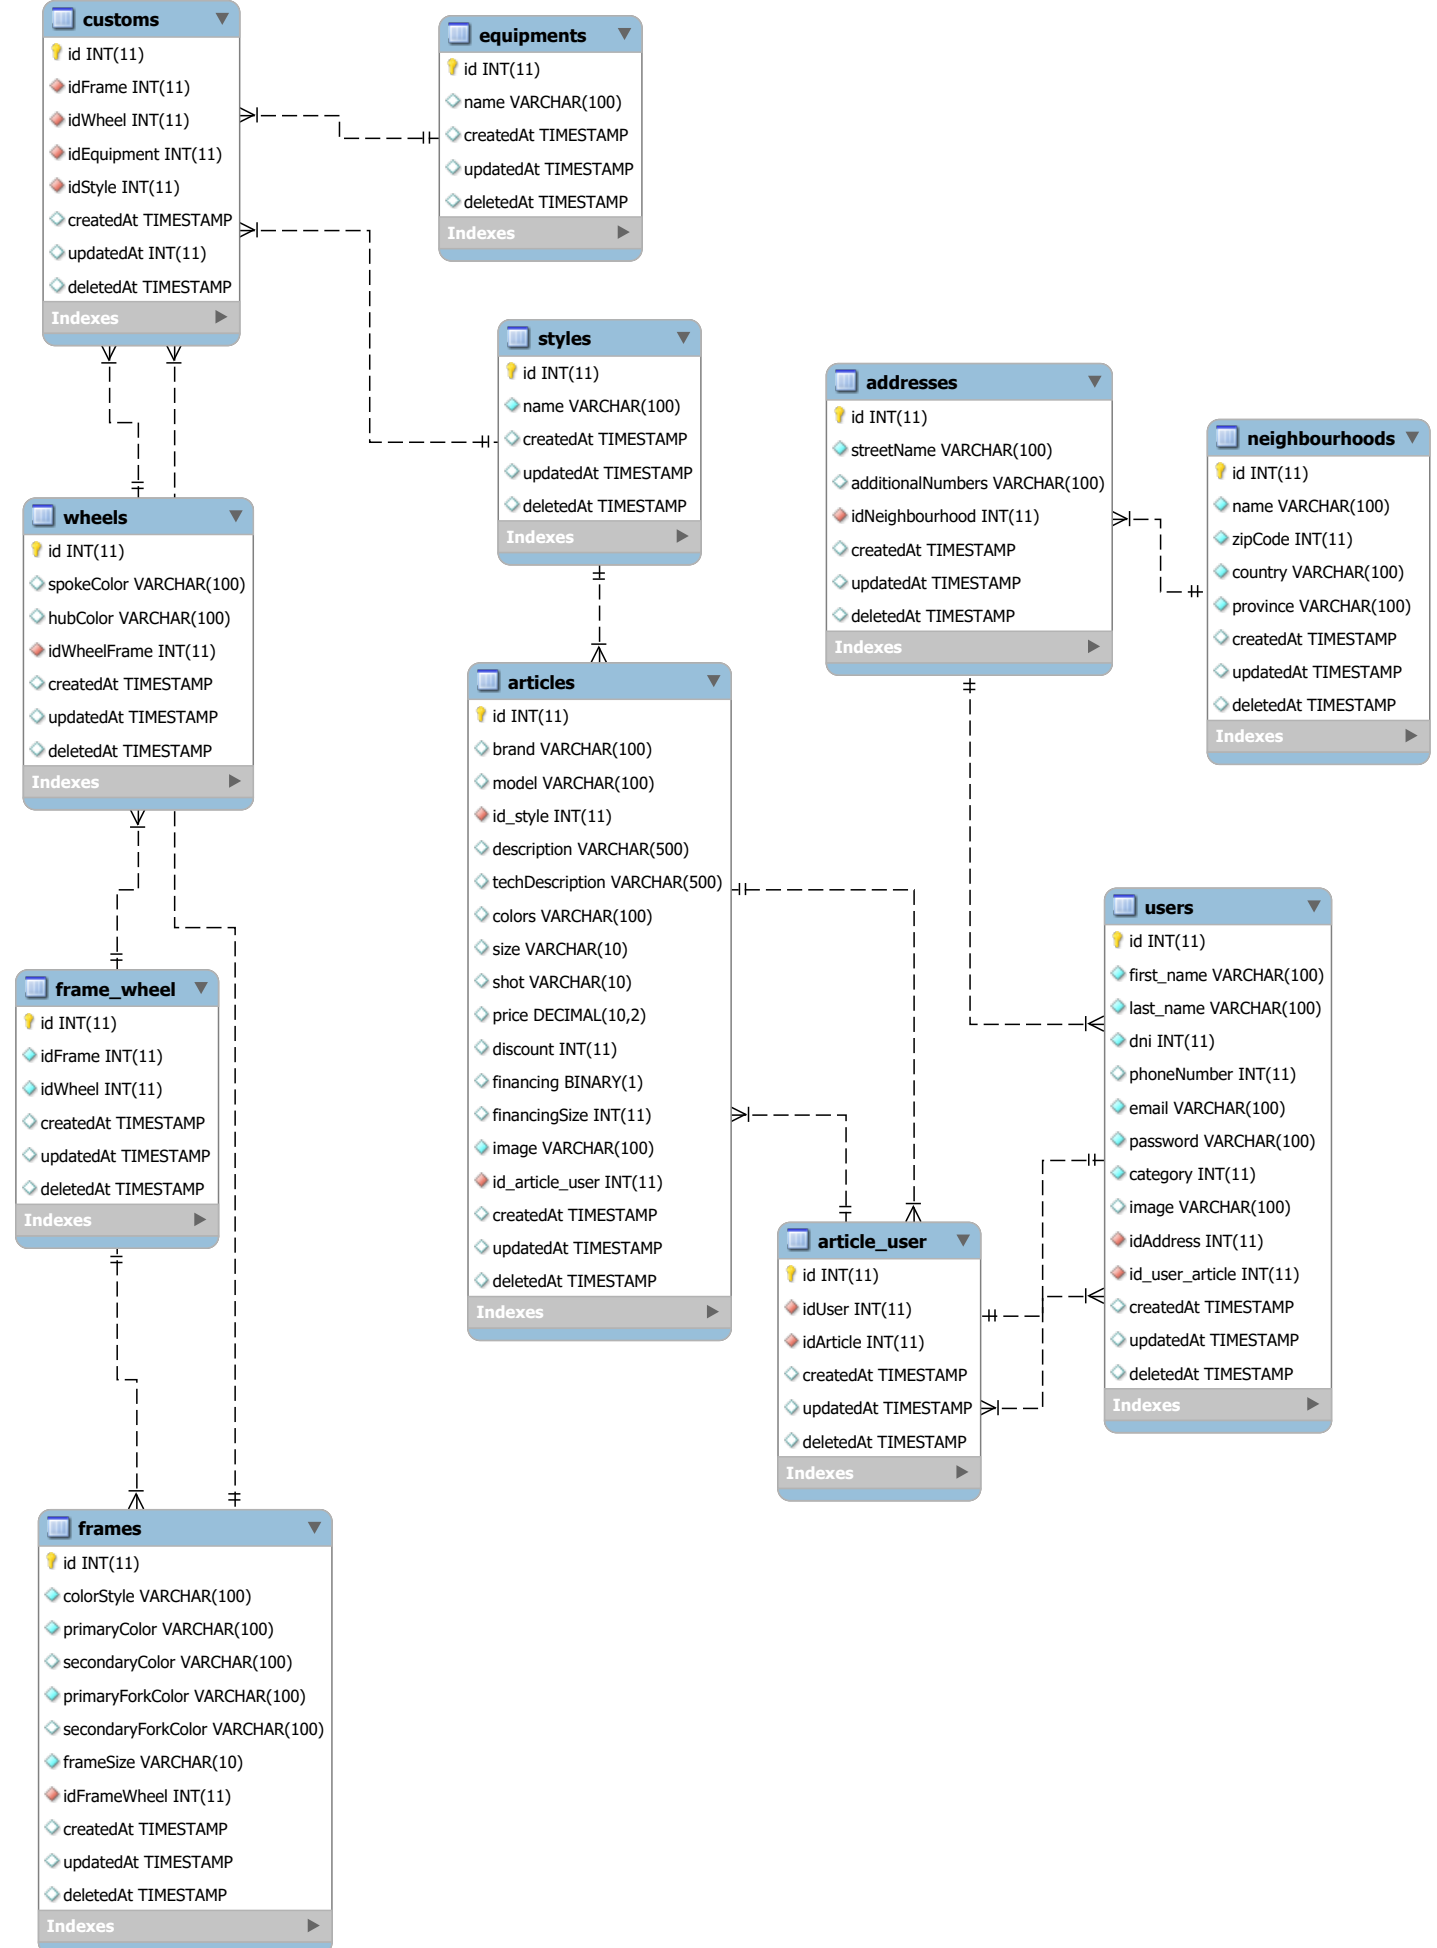 customs
id INT(11)
idFrame INT(11)
idWheel INT(11)
idEquipment INT(11)
idStyle INT(11)
createdAt TIMESTAMP
updatedAt INT(11)
deletedAt TIMESTAMP
Indexes
equipments
id INT(11)
name VARCHAR(100)
createdAt TIMESTAMP
updatedAt TIMESTAMP
deletedAt TIMESTAMP
Indexes
styles
id INT(11)
name VARCHAR(100)
createdAt TIMESTAMP
updatedAt TIMESTAMP
deletedAt TIMESTAMP
Indexes
addresses
id INT(11)
streetName VARCHAR(100)
additionalNumbers VARCHAR(100)
idNeighbourhood INT(11)
createdAt TIMESTAMP
updatedAt TIMESTAMP
deletedAt TIMESTAMP
Indexes
neighbourhoods
id INT(11)
name VARCHAR(100)
zipCode INT(11)
country VARCHAR(100)
province VARCHAR(100)
createdAt TIMESTAMP
updatedAt TIMESTAMP
deletedAt TIMESTAMP
Indexes
wheels
id INT(11)
spokeColor VARCHAR(100)
hubColor VARCHAR(100)
idWheelFrame INT(11)
createdAt TIMESTAMP
updatedAt TIMESTAMP
deletedAt TIMESTAMP
Indexes
articles
id INT(11)
brand VARCHAR(100)
model VARCHAR(100)
id_style INT(11)
description VARCHAR(500)
techDescription VARCHAR(500)
colors VARCHAR(100)
size VARCHAR(10)
shot VARCHAR(10)
price DECIMAL(10,2)
discount INT(11)
financing BINARY(1)
financingSize INT(11)
image VARCHAR(100)
id_article_user INT(11)
createdAt TIMESTAMP
updatedAt TIMESTAMP
deletedAt TIMESTAMP
Indexes
users
id INT(11)
first_name VARCHAR(100)
last_name VARCHAR(100)
dni INT(11)
phoneNumber INT(11)
email VARCHAR(100)
password VARCHAR(100)
category INT(11)
image VARCHAR(100)
idAddress INT(11)
id_user_article INT(11)
createdAt TIMESTAMP
updatedAt TIMESTAMP
deletedAt TIMESTAMP
Indexes
frame_wheel
id INT(11)
idFrame INT(11)
idWheel INT(11)
createdAt TIMESTAMP
updatedAt TIMESTAMP
deletedAt TIMESTAMP
Indexes
article_user
id INT(11)
idUser INT(11)
idArticle INT(11)
createdAt TIMESTAMP
updatedAt TIMESTAMP
deletedAt TIMESTAMP
Indexes
frames
id INT(11)
colorStyle VARCHAR(100)
primaryColor VARCHAR(100)
secondaryColor VARCHAR(100)
primaryForkColor VARCHAR(100)
secondaryForkColor VARCHAR(100)
frameSize VARCHAR(10)
idFrameWheel INT(11)
createdAt TIMESTAMP
updatedAt TIMESTAMP
deletedAt TIMESTAMP
Indexes